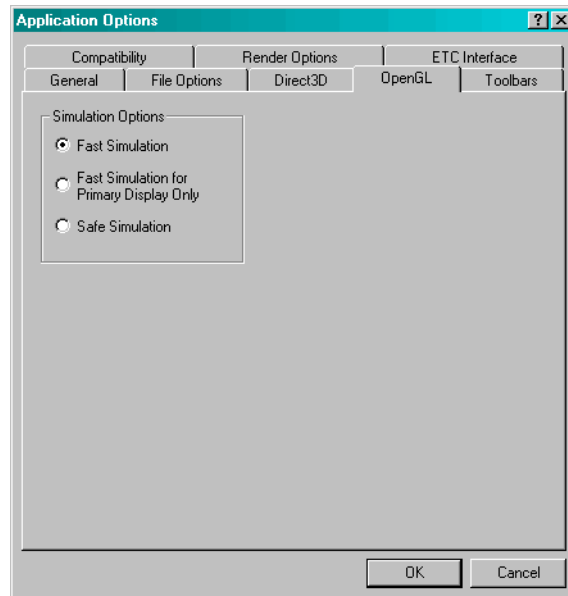 Application Options
Compatibility Render Options ETC Interface
General File Options Direct3D OpenGL Toolbars
Simulation Options
Fast Simulation
Fast Simulation for
Primary Display Only
Safe Simulation
OK Cancel